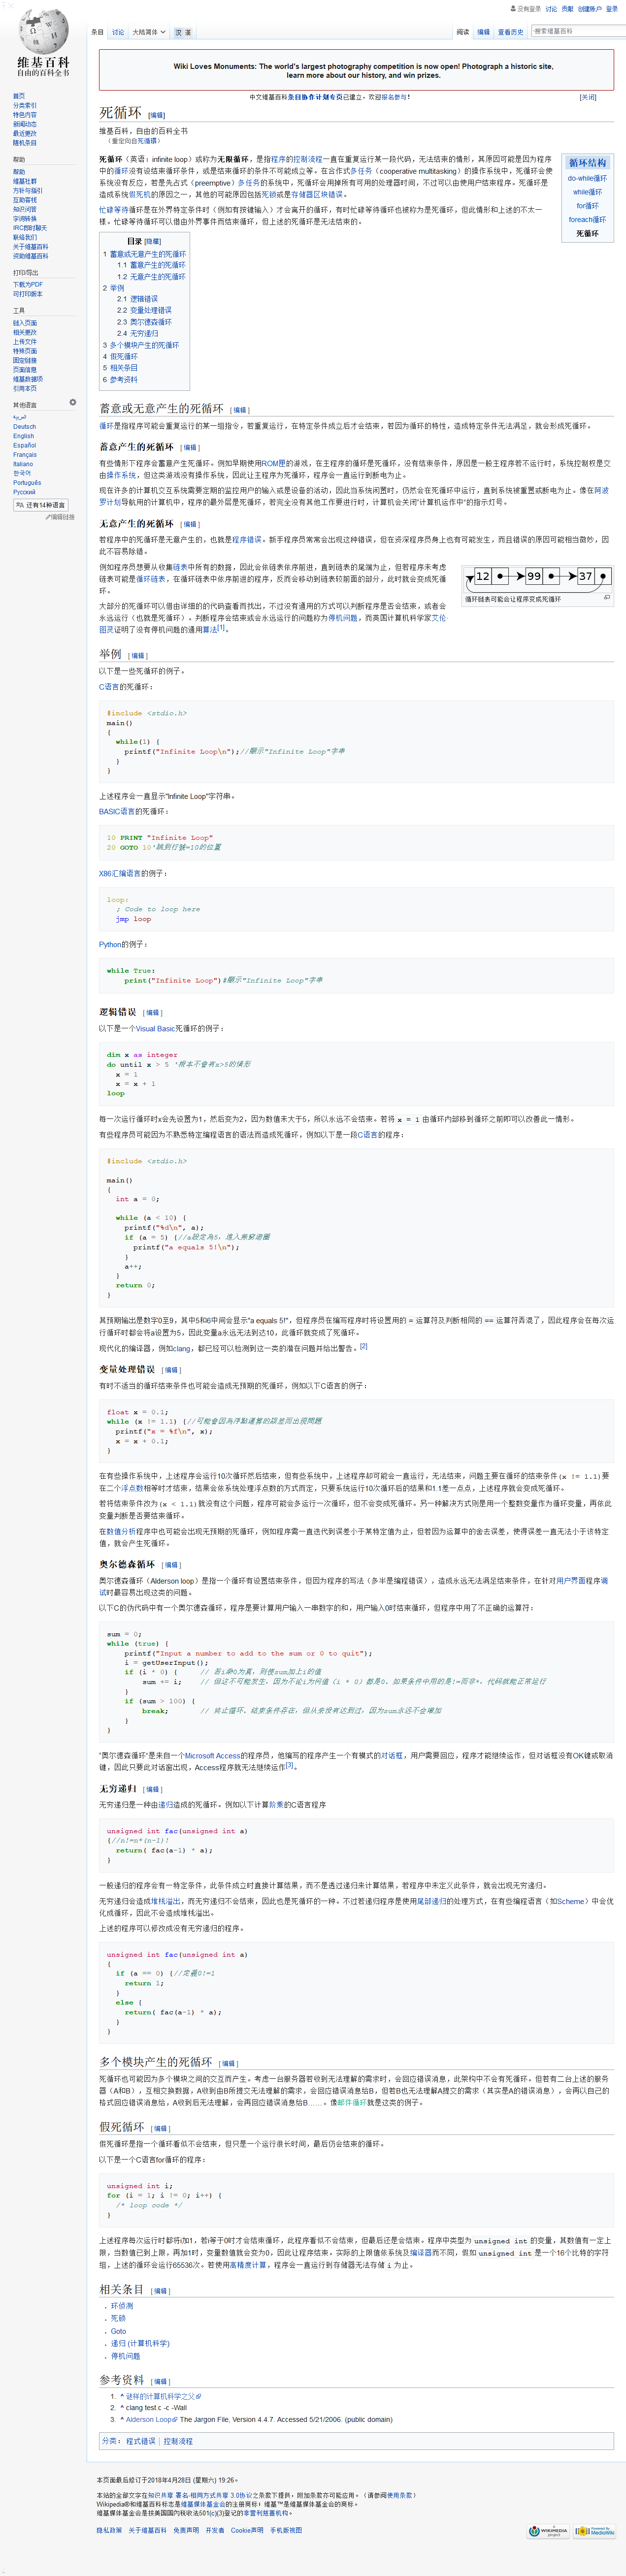 没有登录 讨论 贡献 创建账户 登录
条目 讨论 大陆简体 汉 漢 阅读 编辑 查看历史 搜索维基百科
维基百科
自由的百科全书
首页
分类索引
特色内容
新闻动态
最近更改
随机条目
帮助
帮助
维基社群
方针与指引
互助客栈
知识问答
字词转换
IRC即时聊天
联络我们
关于维基百科
资助维基百科
打印/导出
下载为PDF
可打印版本
工具
链入页面
相关更改
上传文件
特殊页面
固定链接
页面信息
维基数据项
引用本页
其他语言
العربية
Deutsch
English
Español
Français
Italiano
한국어
Português
Русский
还有14种语言
编辑链接
Wiki Loves Monuments: The world's largest photography competition is now open! Photograph a historic site,
learn more about our history, and win prizes.
中文维基百科条目协作计划专页已建立。欢迎报名参与！ [关闭]
死循环 [编辑]
维基百科，自由的百科全书
（重定向自死循環）
死循环（英语：infinite loop）或称为无限循环，是指程序的控制流程一直在重复运行某一段代码，无法结束的情形，其原因可能是因为程序
中的循环没有设结束循环条件，或是结束循环的条件不可能成立等。在合作式多任务（cooperative multitasking）的操作系统中，死循环会使
系统没有反应，若是先占式（preemptive）多任务的系统中，死循环会用掉所有可用的处理器时间，不过可以由使用户结束程序。死循环是
造成系统假死机的原因之一，其他的可能原因包括死锁或是存储器区块错误。
忙碌等待循环是在外界特定条件时（例如有按键输入）才会离开的循环，有时忙碌等待循环也被称为是死循环，但此情形和上述的不太一
样。忙碌等待循环可以借由外界事件而结束循环，但上述的死循环是无法结束的。
循环结构
do-while循环
while循环
for循环
foreach循环
死循环
目录 [隐藏]
1 蓄意或无意产生的死循环
1.1 蓄意产生的死循环
1.2 无意产生的死循环
2 举例
2.1 逻辑错误
2.2 变量处理错误
2.3 奥尔德森循环
2.4 无穷递归
3 多个模块产生的死循环
4 假死循环
5 相关条目
6 参考资料
蓄意或无意产生的死循环 [编辑]
循环是指程序可能会重复运行的某一组指令，若重复运行，在特定条件成立后才会结束，若因为循环的特性，造成特定条件无法满足，就会形成死循环。
蓄意产生的死循环 [编辑]
有些情形下程序会蓄意产生死循环。例如早期使用ROM匣的游戏，在主程序的循环是死循环，没有结束条件，原因是一般主程序若不运行时，系统控制权是交
由操作系统，但这类游戏没有操作系统，因此让主程序为死循环，程序会一直运行到断电为止。
现在许多的计算机交互系统需要定期的监控用户的输入或是设备的活动，因此当系统闲置时，仍然会在死循环中运行，直到系统被重置或断电为止。像在阿波
罗计划导航用的计算机中，程序的最外层是死循环，若完全没有其他工作要进行时，计算机会关闭"计算机运作中"的指示灯号。
无意产生的死循环 [编辑]
若程序中的死循环是无意产生的，也就是程序错误。新手程序员常常会出现这种错误，但在资深程序员身上也有可能发生，而且错误的原因可能相当微妙，因
此不容易除错。
例如程序员想要从收集链表中所有的数据，因此会依链表依序前进，直到链表的尾端为止，但若程序未考虑
链表可能是循环链表，在循环链表中依序前进的程序，反而会移动到链表较前面的部分，此时就会变成死循
环。
12 99 37
循环链表可能会让程序变成死循环
大部分的死循环可以借由详细的的代码查看而找出，不过没有通用的方式可以判断程序是否会结束，或者会
永远运行（也就是死循环）。判断程序会结束或会永远运行的问题称为停机问题，而英国计算机科学家艾伦·
图灵证明了没有停机问题的通用算法[1]。
举例 [编辑]
以下是一些死循环的例子。
C语言的死循环：
#include <stdio.h>
main()
{
while(1) {
printf("Infinite Loop\n");//顯示"Infinite Loop"字串
}
}
上述程序会一直显示"Infinite Loop"字符串。
BASIC语言的死循环：
10 PRINT "Infinite Loop"
20 GOTO 10'跳到行號=10的位置
X86汇编语言的例子：
loop:
; Code to loop here
jmp loop
Python的例子：
while True:
print("Infinite Loop")#顯示"Infinite Loop"字串
逻辑错误 [编辑]
以下是一个Visual Basic死循环的例子：
dim x as integer
do until x > 5 '根本不會有x>5的情形
x = 1
x = x + 1
loop
每一次运行循环时x会先设置为1，然后变为2，因为数值未大于5，所以永远不会结束。若将 x = 1 由循环内部移到循环之前即可以改善此一情形。
有些程序员可能因为不熟悉特定编程语言的语法而造成死循环，例如以下是一段C语言的程序：
#include <stdio.h>
main()
{
int a = 0;
while (a < 10) {
printf("%d\n", a);
if (a = 5) {//a設定為5，進入無窮迴圈
printf("a equals 5!\n");
}
a++;
}
return 0;
}
其预期输出是数字0至9，其中5和6中间会显示"a equals 5!"，但程序员在编写程序时将设置用的 = 运算符及判断相同的 == 运算符弄混了，因此程序会在每次运
行循环时都会将a设置为5，因此变量a永远无法到达10，此循环就变成了死循环。
现代化的编译器，例如clang，都已经可以检测到这一类的潜在问题并给出警告。[2]
变量处理错误 [编辑]
有时不适当的循环结束条件也可能会造成无预期的死循环，例如以下C语言的例子：
float x = 0.1;
while (x != 1.1) {//可能會因為浮點運算的誤差而出現問題
printf("x = %f\n", x);
x = x + 0.1;
}
在有些操作系统中，上述程序会运行10次循环然后结束，但有些系统中，上述程序却可能会一直运行，无法结束，问题主要在循环的结束条件(x != 1.1)要
在二个浮点数相等时才结束，结果会依系统处理浮点数的方式而定，只要系统运行10次循环后的结果和1.1差一点点，上述程序就会变成死循环。
若将结束条件改为(x < 1.1)就没有这个问题，程序可能会多运行一次循环，但不会变成死循环。另一种解决方式则是用一个整数变量作为循环变量，再依此
变量判断是否要结束循环。
在数值分析程序中也可能会出现无预期的死循环，例如程序需一直迭代到误差小于某特定值为止，但若因为运算中的舍去误差，使得误差一直无法小于该特定
值，就会产生死循环。
奥尔德森循环 [编辑]
奥尔德森循环（Alderson loop）是指一个循环有设置结束条件，但因为程序的写法（多半是编程错误），造成永远无法满足结束条件，在针对用户界面程序调
试时最容易出现这类的问题。
以下C的伪代码中有一个奥尔德森循环，程序是要计算用户输入一串数字的和，用户输入0时结束循环，但程序中用了不正确的运算符：
sum = 0;
while (true) {
printf("Input a number to add to the sum or 0 to quit");
i = getUserInput();
if (i * 0) { // 若i非0為真，則使sum加上i的值
sum += i; // 但這不可能發生，因為不論i為何值（i * 0）都是0。如果條件中用的是!=而非*，代碼就能正常运行
}
if (sum > 100) {
break; // 終止循環。結束條件存在，但从來沒有达到过，因為sum永远不会增加
}
}
"奥尔德森循环"是来自一个Microsoft Access的程序员，他编写的程序产生一个有模式的对话框，用户需要回应，程序才能继续运作，但对话框没有OK键或取消
键，因此只要此对话窗出现，Access程序就无法继续运作[3]。
无穷递归 [编辑]
无穷递归是一种由递归造成的死循环。例如以下计算阶乘的C语言程序
unsigned int fac(unsigned int a)
{//n!=n*(n-1)!
return( fac(a-1) * a);
}
一般递归的程序会有一特定条件，此条件成立时直接计算结果，而不是透过递归来计算结果，若程序中未定义此条件，就会出现无穷递归。
无穷递归会造成堆栈溢出，而无穷递归不会结束，因此也是死循环的一种。不过若递归程序是使用尾部递归的处理方式，在有些编程语言（如Scheme）中会优
化成循环，因此不会造成堆栈溢出。
上述的程序可以修改成没有无穷递归的程序。
unsigned int fac(unsigned int a)
{
if (a == 0) {//定義0!=1
return 1;
}
else {
return( fac(a-1) * a);
}
}
多个模块产生的死循环 [编辑]
死循环也可能因为多个模块之间的交互而产生。考虑一台服务器若收到无法理解的需求时，会回应错误消息，此架构中不会有死循环。但若有二台上述的服务
器（A和B），互相交换数据，A收到由B所提交无法理解的需求，会回应错误消息给B，但若B也无法理解A提交的需求（其实是A的错误消息），会再以自己的
格式回应错误消息给，A收到后无法理解，会再回应错误消息给B……。像邮件循环就是这类的例子。
假死循环 [编辑]
假死循环是指一个循环看似不会结束，但只是一个运行很长时间，最后仍会结束的循环。
以下是一个C语言for循环的程序：
unsigned int i;
for (i = 1; i != 0; i++) {
/* loop code */
}
上述程序每次运行时都将i加1，若i等于0时才会结束循环，此程序看似不会结束，但最后还是会结束。程序中类型为 unsigned int 的变量，其数值有一定上
限，当数值已到上限，再加1时，变量数值就会变为0，因此让程序结束。实际的上限值依系统及编译器而不同，假如 unsigned int 是一个16个比特的字符
组，上述的循环会运行65536次。若使用高精度计算，程序会一直运行到存储器无法存储 i 为止。
相关条目 [编辑]
环侦测
死锁
Goto
递归 (计算机科学)
停机问题
参考资料 [编辑]
1. ^ 谜样的计算机科学之父
2. ^ clang test.c -c -Wall
3. ^ Alderson Loop The Jargon File, Version 4.4.7. Accessed 5/21/2006. (public domain)
分类： 程式错误 控制流程
本页面最后修订于2018年4月28日 (星期六) 19:26。
本站的全部文字在知识共享 署名-相同方式共享 3.0协议之条款下提供，附加条款亦可能应用。（请参阅使用条款）
Wikipedia®和维基百科标志是维基媒体基金会的注册商标；维基™是维基媒体基金会的商标。
维基媒体基金会是按美国国內税收法501(c)(3)登记的非营利慈善机构。
隐私政策 关于维基百科 免责声明 开发者 Cookie声明 手机版视图
WIKIMEDIA project
Powered By MediaWiki